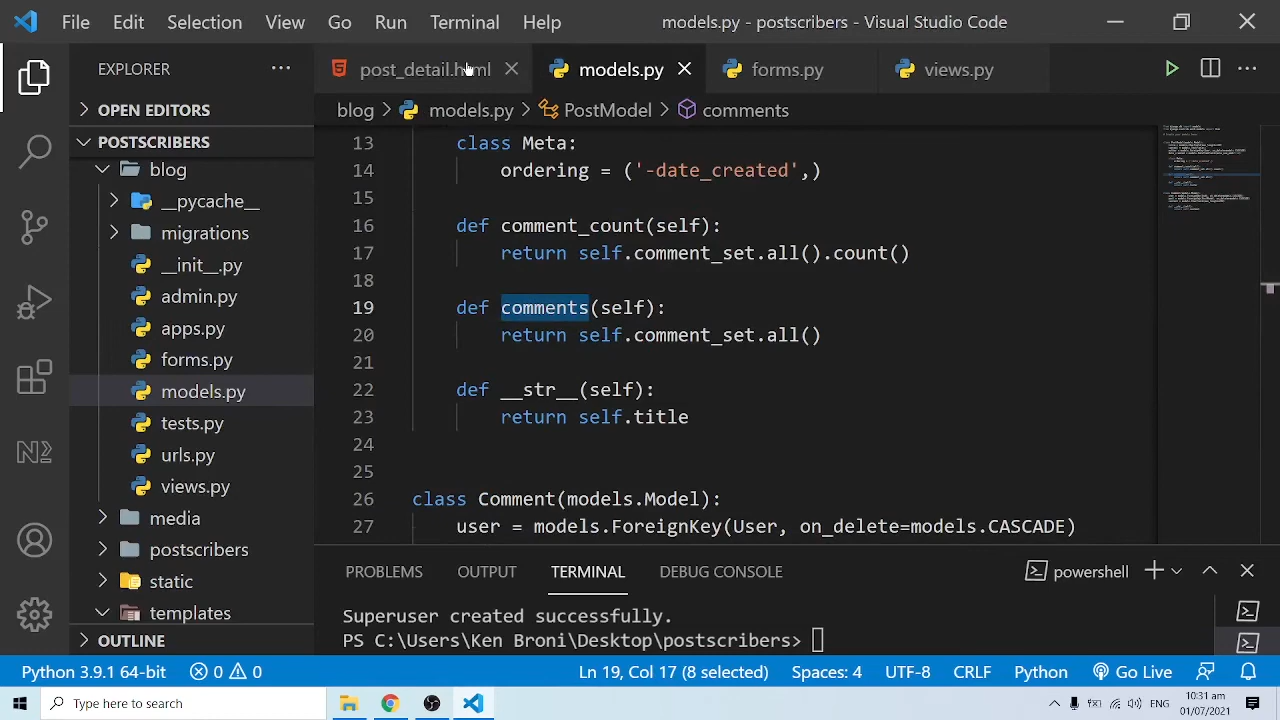 File Edit Selection View Go Run Terminal Help models.py - postscribers - Visual Studio Code
EXPLORER
post_detail.html models.py forms.py views.py
OPEN EDITORS
blog > models.py > PostModel > comments
POSTSCRIBERS
blog
__pycache__
migrations
__init__.py
admin.py
apps.py
forms.py
models.py
tests.py
urls.py
views.py
media
postscribers
static
templates
OUTLINE
13 class Meta:
14 ordering = ('-date_created',)
15
16 def comment_count(self):
17 return self.comment_set.all().count()
18
19 def comments(self):
20 return self.comment_set.all()
21
22 def __str__(self):
23 return self.title
24
25
26 class Comment(models.Model):
27 user = models.ForeignKey(User, on_delete=models.CASCADE)
PROBLEMS OUTPUT TERMINAL DEBUG CONSOLE powershell
Superuser created successfully.
PS C:\Users\Ken Broni\Desktop\postscribers>
Python 3.9.1 64-bit 0 0 Ln 19, Col 17 (8 selected) Spaces: 4 UTF-8 CRLF Python Go Live
Type here to search
ENG
10:31 am
01/07/2021